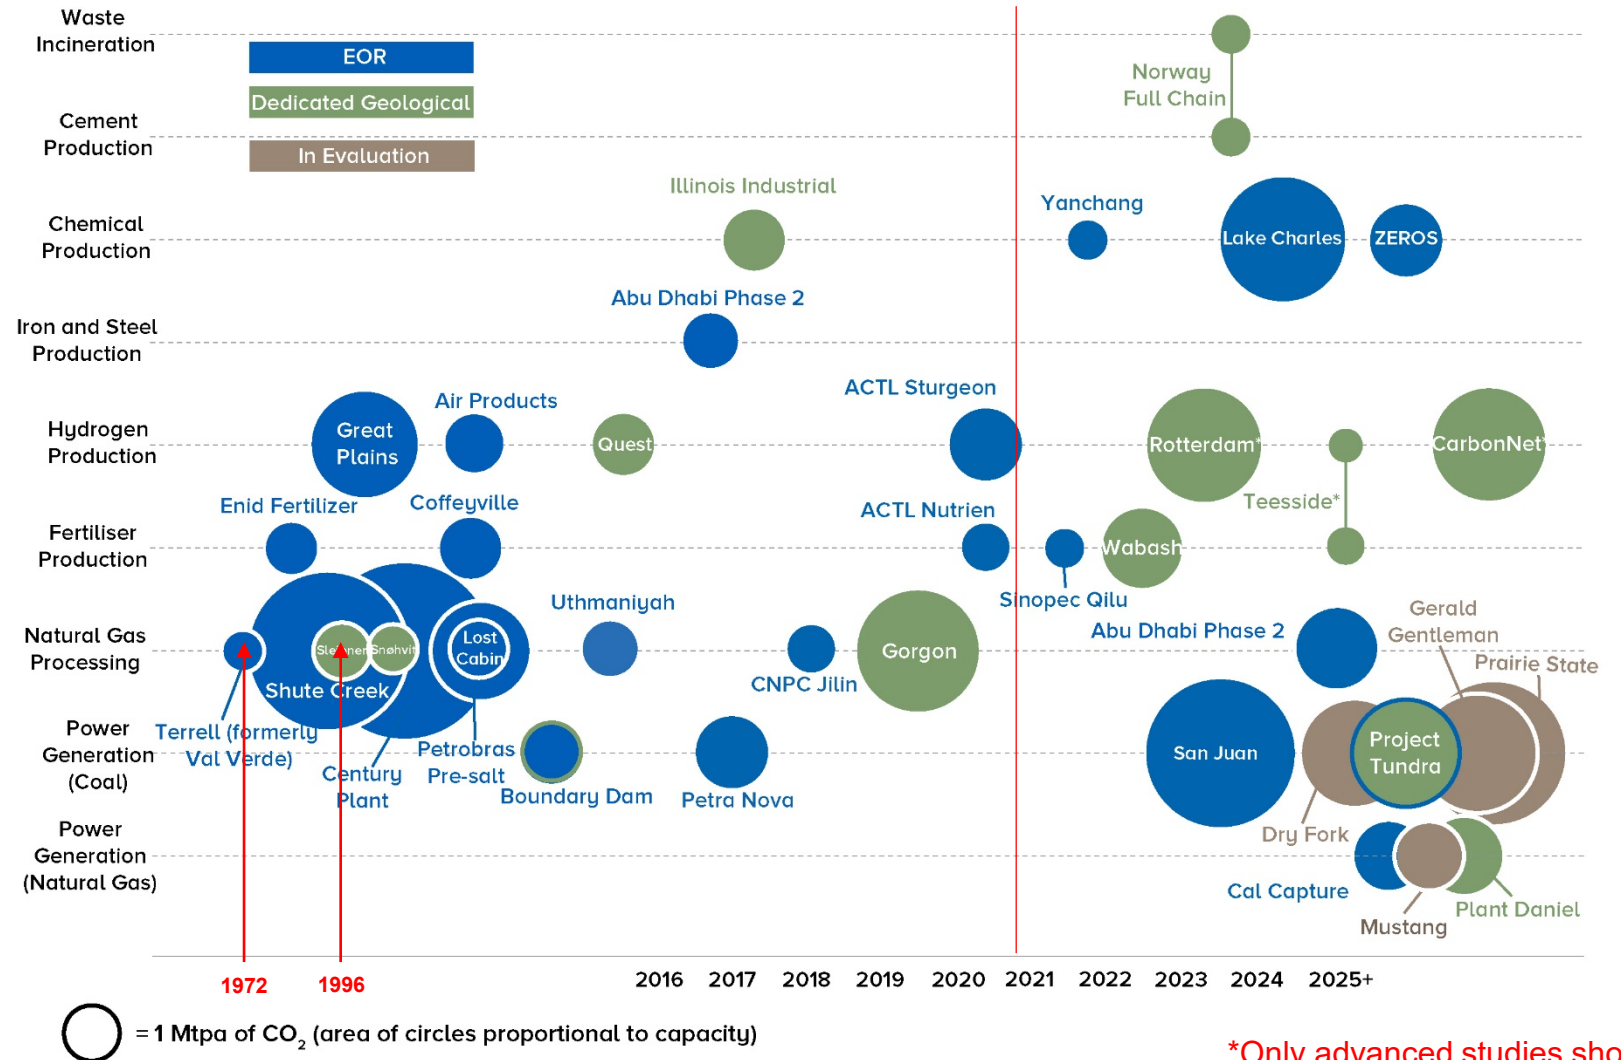 Waste
Incineration
EOR
Dedicated Geological
In Evaluation
Norway
Full Chain
Cement
Production
Illinois Industrial
Chemical
Production
Yanchang
Lake Charles
ZEROS
Abu Dhabi Phase 2
Iron and Steel
Production
ACTL Sturgeon
Air Products
Hydrogen
Production
Great
Plains
Quest
Rotterdam*
CarbonNet*
Enid Fertilizer
Coffeyville
ACTL Nutrien
Teesside*
Fertiliser
Production
Wabash
Sinopec Qilu
Uthmaniyah
Abu Dhabi Phase 2
Gerald
Gentleman
Prairie State
Natural Gas
Processing
Sleipner
Snøhvit
Lost
Cabin
Gorgon
Shute Creek
CNPC Jilin
Terrell (formerly
Val Verde)
Century
Plant
Petrobras
Pre-salt
Boundary Dam
Petra Nova
Power
Generation
(Coal)
San Juan
Project
Tundra
Dry Fork
Power
Generation
(Natural Gas)
Cal Capture
Mustang
Plant Daniel
1972 1996 2016 2017 2018 2019 2020 2021 2022 2023 2024 2025+
= 1 Mtpa of CO₂ (area of circles proportional to capacity)
*Only advanced studies sho